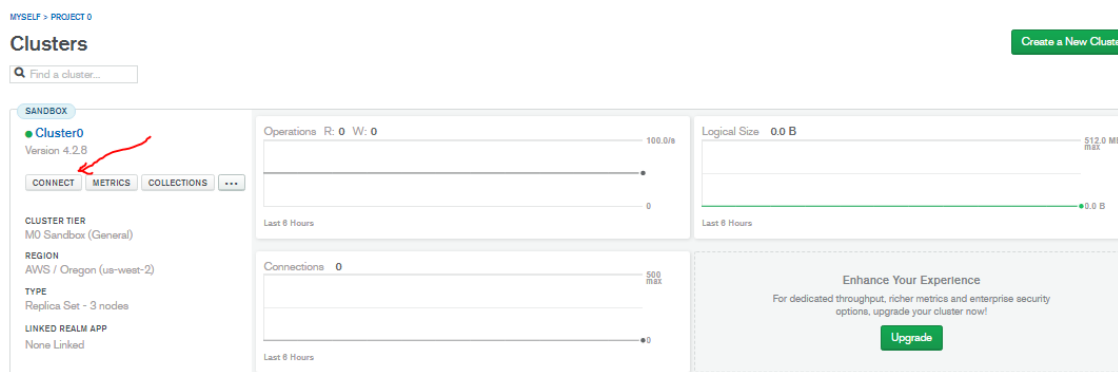 MYSELF > PROJECT 0
Clusters
Create a New Cluste
Find a cluster...
SANDBOX
Cluster0
Version 4.2.8
CONNECT METRICS COLLECTIONS ...
CLUSTER TIER
M0 Sandbox (General)
REGION
AWS / Oregon (us-west-2)
TYPE
Replica Set - 3 nodes
LINKED REALM APP
None Linked
Operations R: 0 W: 0
100.0/s
0
Last 6 Hours
Logical Size 0.0 B
512.0 M
max
0.0 B
Last 6 Hours
Connections 0
500
max
0
Last 6 Hours
Enhance Your Experience
For dedicated throughput, richer metrics and enterprise security
options, upgrade your cluster now!
Upgrade